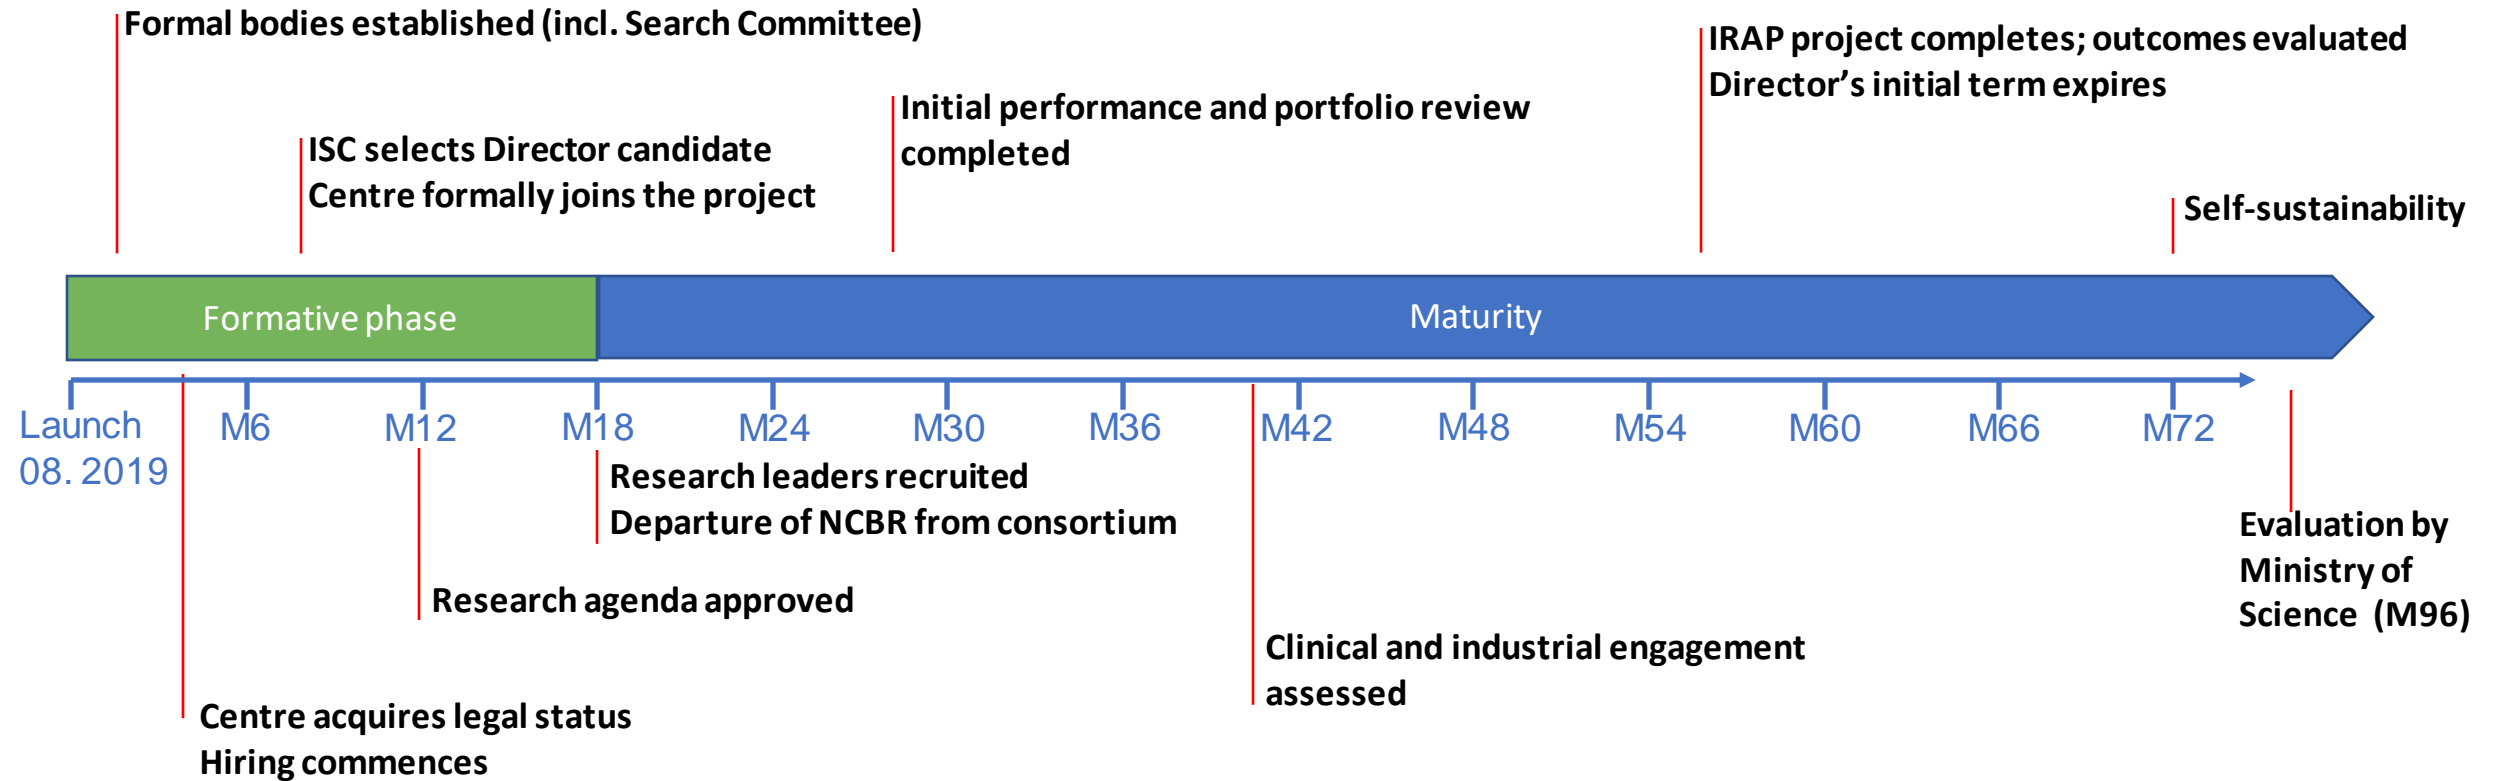 Formal bodies established (incl. Search Committee)
IRAP project completes; outcomes evaluated
Director’s initial term expires
Initial performance and portfolio review
completed
ISC selects Director candidate
Centre formally joins the project
Self-sustainability
Formative phase
Maturity
Launch
08. 2019
M6
M12
M18
M24
M30
M36
M42
M48
M54
M60
M66
M72
Research leaders recruited
Departure of NCBR from consortium
Evaluation by
Ministry of
Science (M96)
Research agenda approved
Clinical and industrial engagement
assessed
Centre acquires legal status
Hiring commences